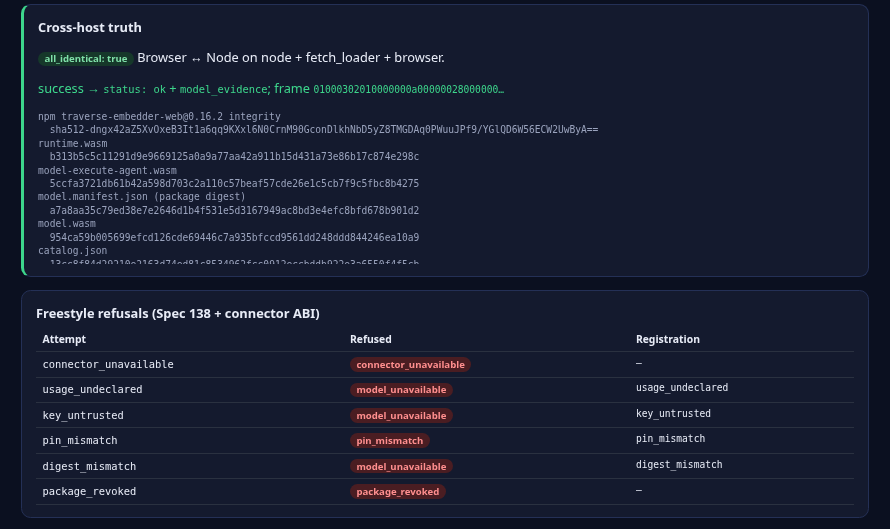 Cross-host truth
all_identical: true Browser ↔ Node on node + fetch_loader + browser.
success → status: ok + model_evidence; frame 01000302010000000a00000028000000…
npm traverse-embedder-web@0.16.2 integrity
sha512-dngx42aZ5XvOxeB3It1a6qq9KXxl6N0CrnM90GconDlkhNbD5yZ8TMGDAq0PWuuJPf9/YGlQD6W56ECW2UwByA==
runtime.wasm
b313b5c5c11291d9e9669125a0a9a77aa42a911b15d431a73e86b17c874e298c
model-execute-agent.wasm
5ccfa3721db61b42a598d703c2a110c57beaf57cde26e1c5cb7f9c5fbc8b4275
model.manifest.json (package digest)
a7a8aa35c79ed38e7e2646d1b4f531e5d3167949ac8bd3e4efc8bfd678b901d2
model.wasm
954ca59b005699efcd126cde69446c7a935bfccd9561dd248ddd844246ea10a9
catalog.json
Freestyle refusals (Spec 138 + connector ABI)
Attempt Refused Registration
connector_unavailable connector_unavailable —
usage_undeclared model_unavailable usage_undeclared
key_untrusted model_unavailable key_untrusted
pin_mismatch pin_mismatch pin_mismatch
digest_mismatch model_unavailable digest_mismatch
package_revoked package_revoked —